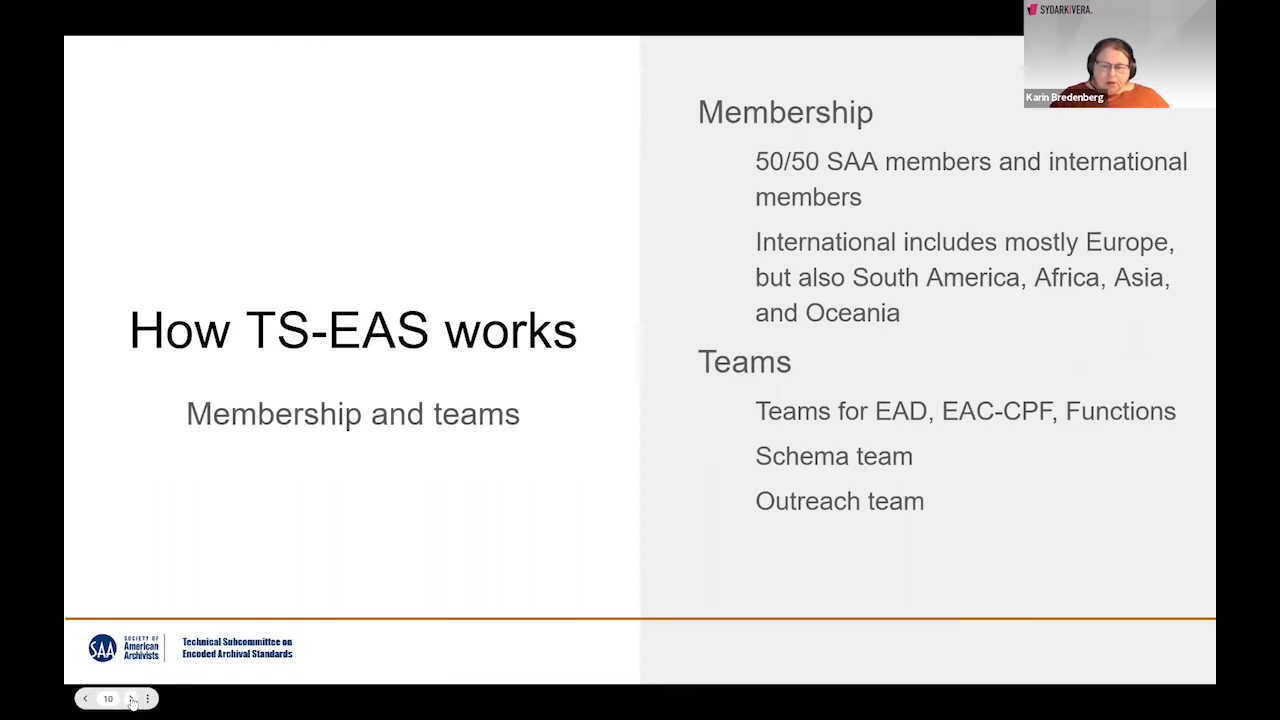 SYDARKIVERA.
Karin Bredenberg
How TS-EAS works
Membership and teams
Membership
50/50 SAA members and international
members
International includes mostly Europe,
but also South America, Africa, Asia,
and Oceania
Teams
Teams for EAD, EAC-CPF, Functions
Schema team
Outreach team
SAA
SOCIETY OF
American
Archivists
Technical Subcommittee on
Encoded Archival Standards
10